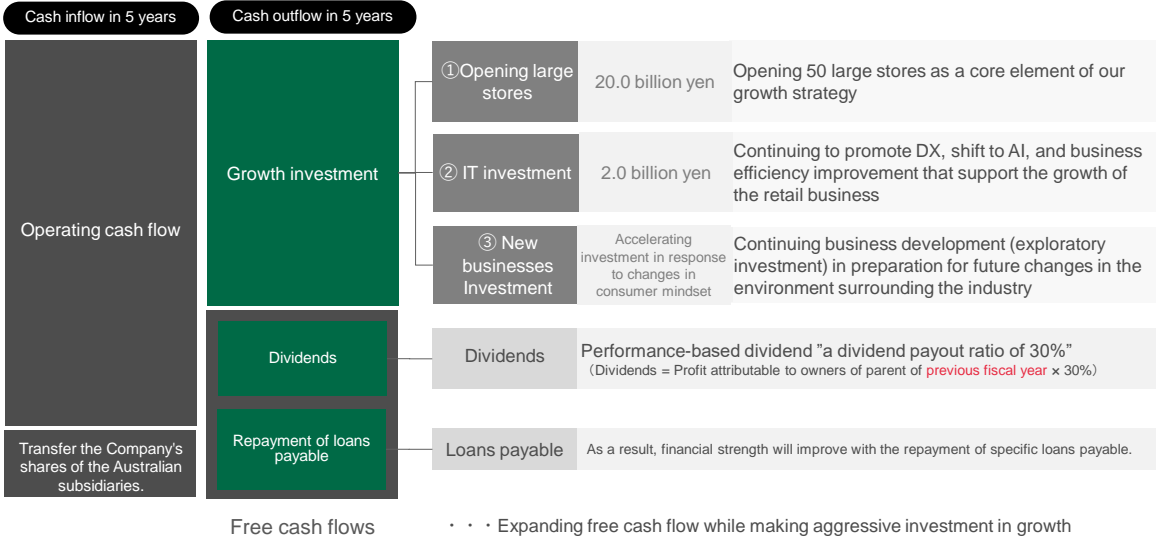 Cash inflow in 5 years
Cash outflow in 5 years
Operating cash flow
Transfer the Company's
shares of the Australian
subsidiaries.
Growth investment
①Opening large
stores
20.0 billion yen
Opening 50 large stores as a core element of our
growth strategy
② IT investment
2.0 billion yen
Continuing to promote DX, shift to AI, and business
efficiency improvement that support the growth of
the retail business
③ New
businesses
Investment
Accelerating
investment in response
to changes in
consumer mindset
Continuing business development (exploratory
investment) in preparation for future changes in the
environment surrounding the industry
Dividends
Dividends
Performance-based dividend ”a dividend payout ratio of 30%”
（Dividends = Profit attributable to owners of parent of previous fiscal year × 30%）
Repayment of loans
payable
Loans payable
As a result, financial strength will improve with the repayment of specific loans payable.
Free cash flows
・・・Expanding free cash flow while making aggressive investment in growth